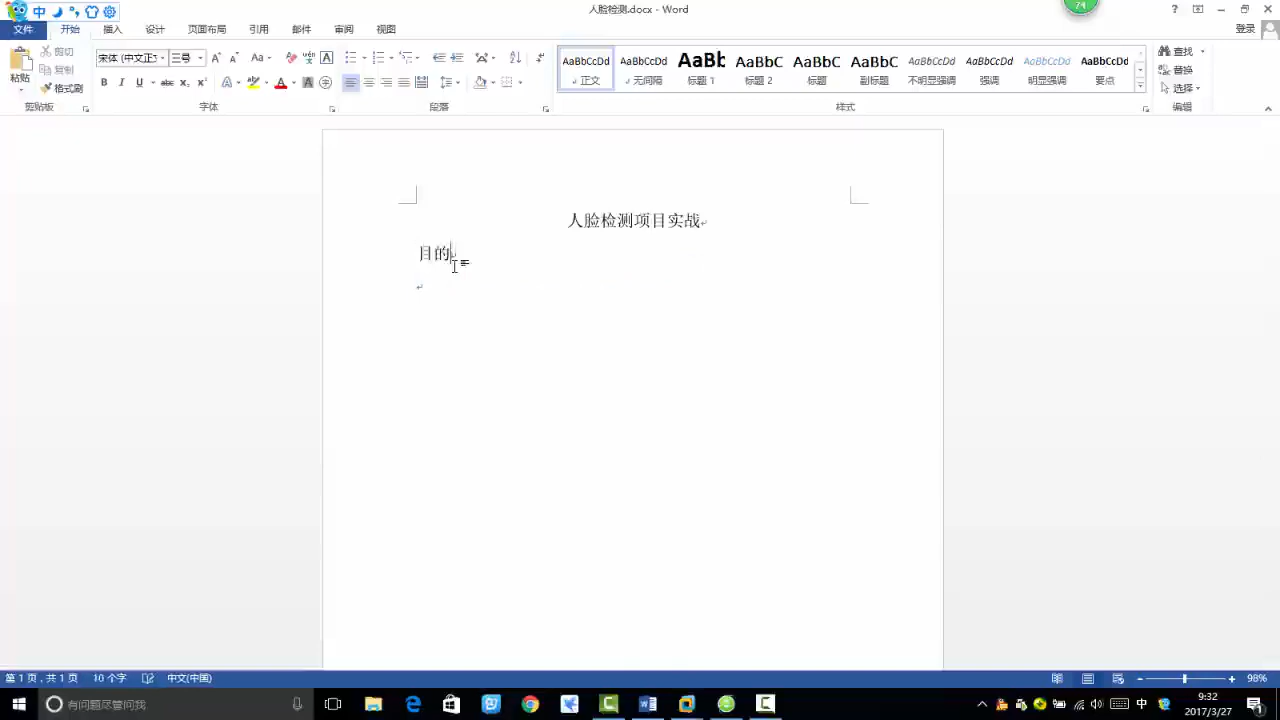 中
人脸检测.docx - Word
74
文件 开始 插入 设计 页面布局 引用 邮件 审阅 视图
登录
粘贴
剪切
复制
格式刷
宋体 (中文正 三号
Aa
B I U abc X₂ X²
A
AaBbCcDd AaBbCcDd AaBb AaBbC AaBbC AaBbC AaBbCcDd AaBbCcDd AaBbCcDd AaBbCcDd
正文 无间隔 标题 1 标题 2 标题 副标题 不明显强调 强调 明显强调 要点
查找
替换
选择
剪贴板 字体 段落 样式 编辑
人脸检测项目实战
目的
第 1 页，共 1 页 10 个字 中文(中国)
98%
有问题尽管问我
中
9:32
2017/3/27